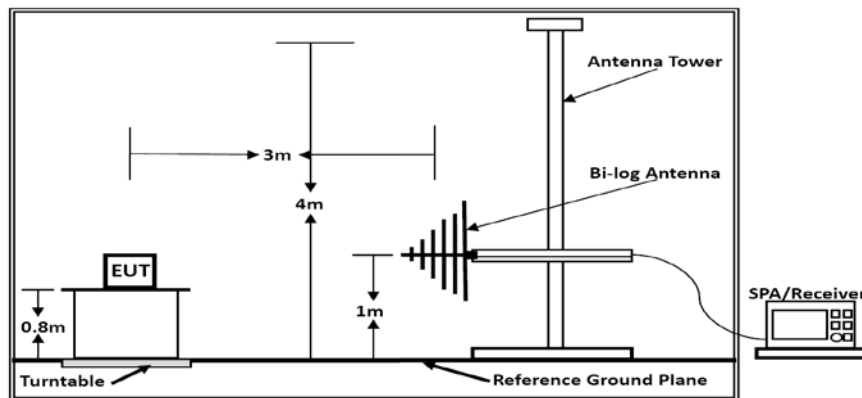 Antenna Tower
3m
Bi-log Antenna
4m
EUT
1m
SPA/Receiver
0.8m
Turntable
Reference Ground Plane